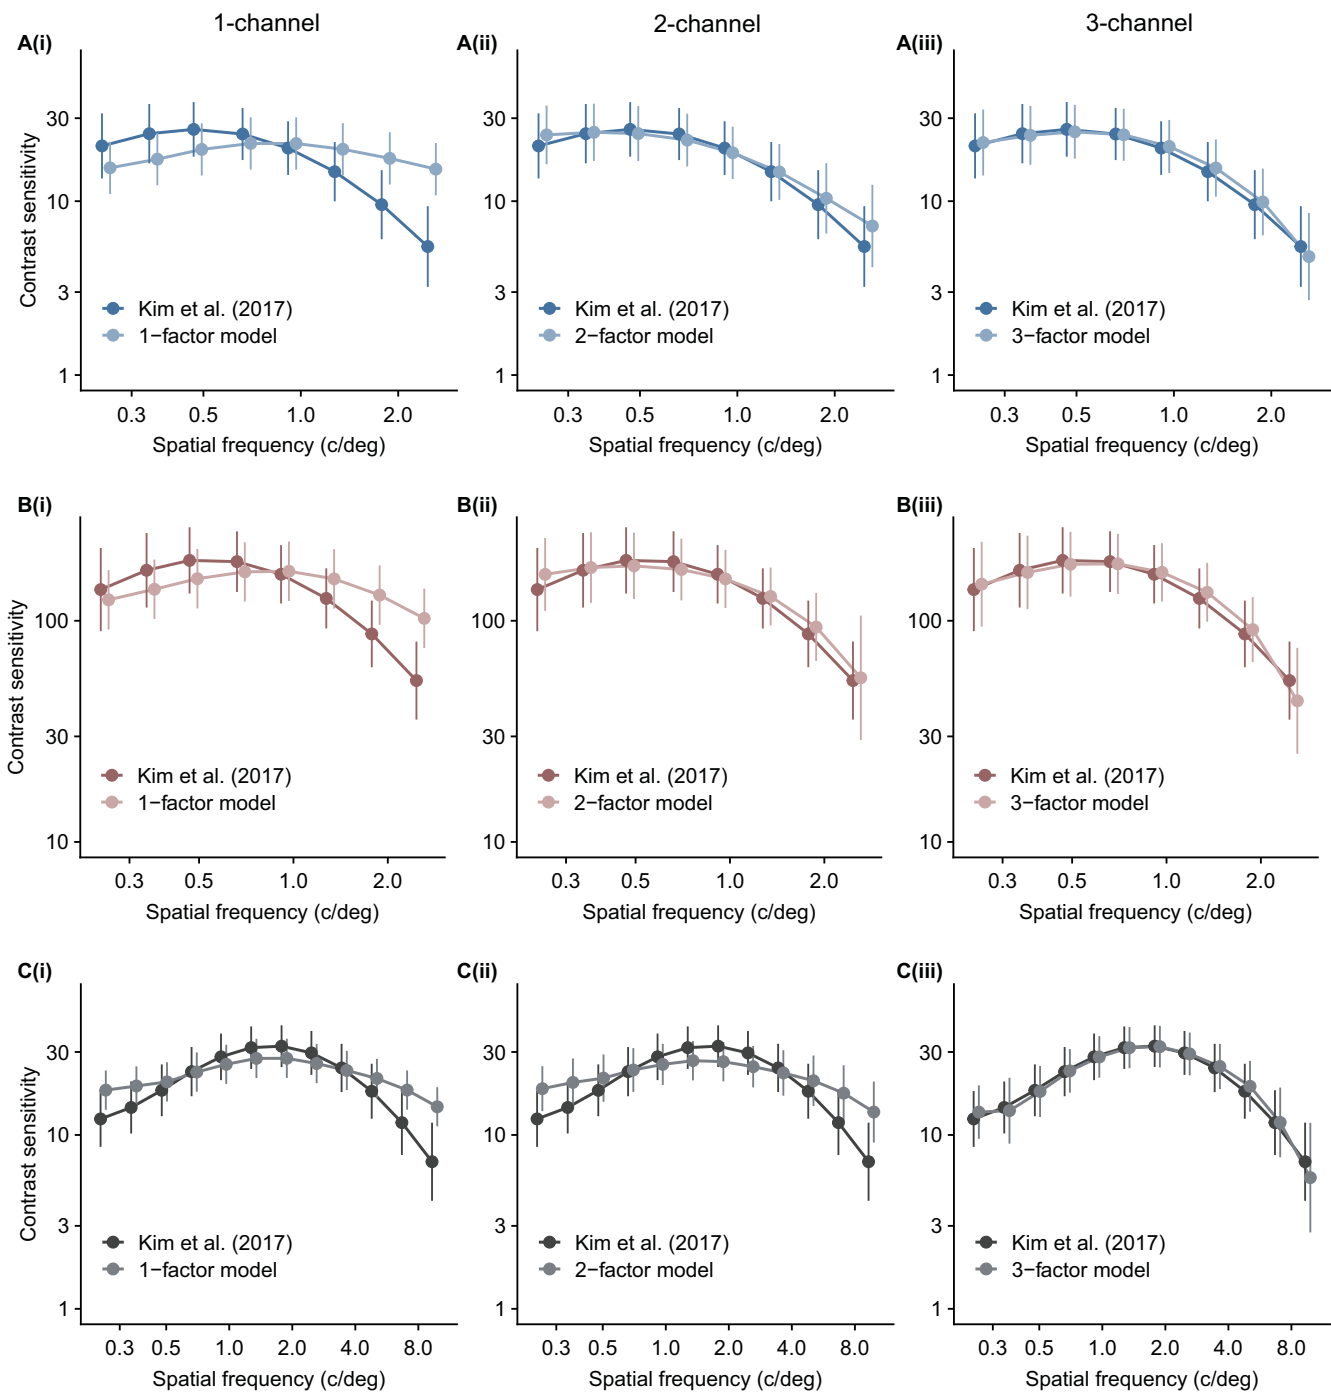 1-channel
2-channel
3-channel
A(i)
A(ii)
A(iii)
Contrast sensitivity
30
10
3
1
Kim et al. (2017)
1−factor model
0.3 0.5 1.0 2.0
Spatial frequency (c/deg)
30
10
3
1
Kim et al. (2017)
2−factor model
0.3 0.5 1.0 2.0
Spatial frequency (c/deg)
30
10
3
1
Kim et al. (2017)
3−factor model
0.3 0.5 1.0 2.0
Spatial frequency (c/deg)
B(i)
B(ii)
B(iii)
Contrast sensitivity
100
30
10
Kim et al. (2017)
1−factor model
0.3 0.5 1.0 2.0
Spatial frequency (c/deg)
100
30
10
Kim et al. (2017)
2−factor model
0.3 0.5 1.0 2.0
Spatial frequency (c/deg)
100
30
10
Kim et al. (2017)
3−factor model
0.3 0.5 1.0 2.0
Spatial frequency (c/deg)
C(i)
C(ii)
C(iii)
Contrast sensitivity
30
10
3
1
Kim et al. (2017)
1−factor model
0.3 0.5 1.0 2.0 4.0 8.0
Spatial frequency (c/deg)
30
10
3
1
Kim et al. (2017)
2−factor model
0.3 0.5 1.0 2.0 4.0 8.0
Spatial frequency (c/deg)
30
10
3
1
Kim et al. (2017)
3−factor model
0.3 0.5 1.0 2.0 4.0 8.0
Spatial frequency (c/deg)